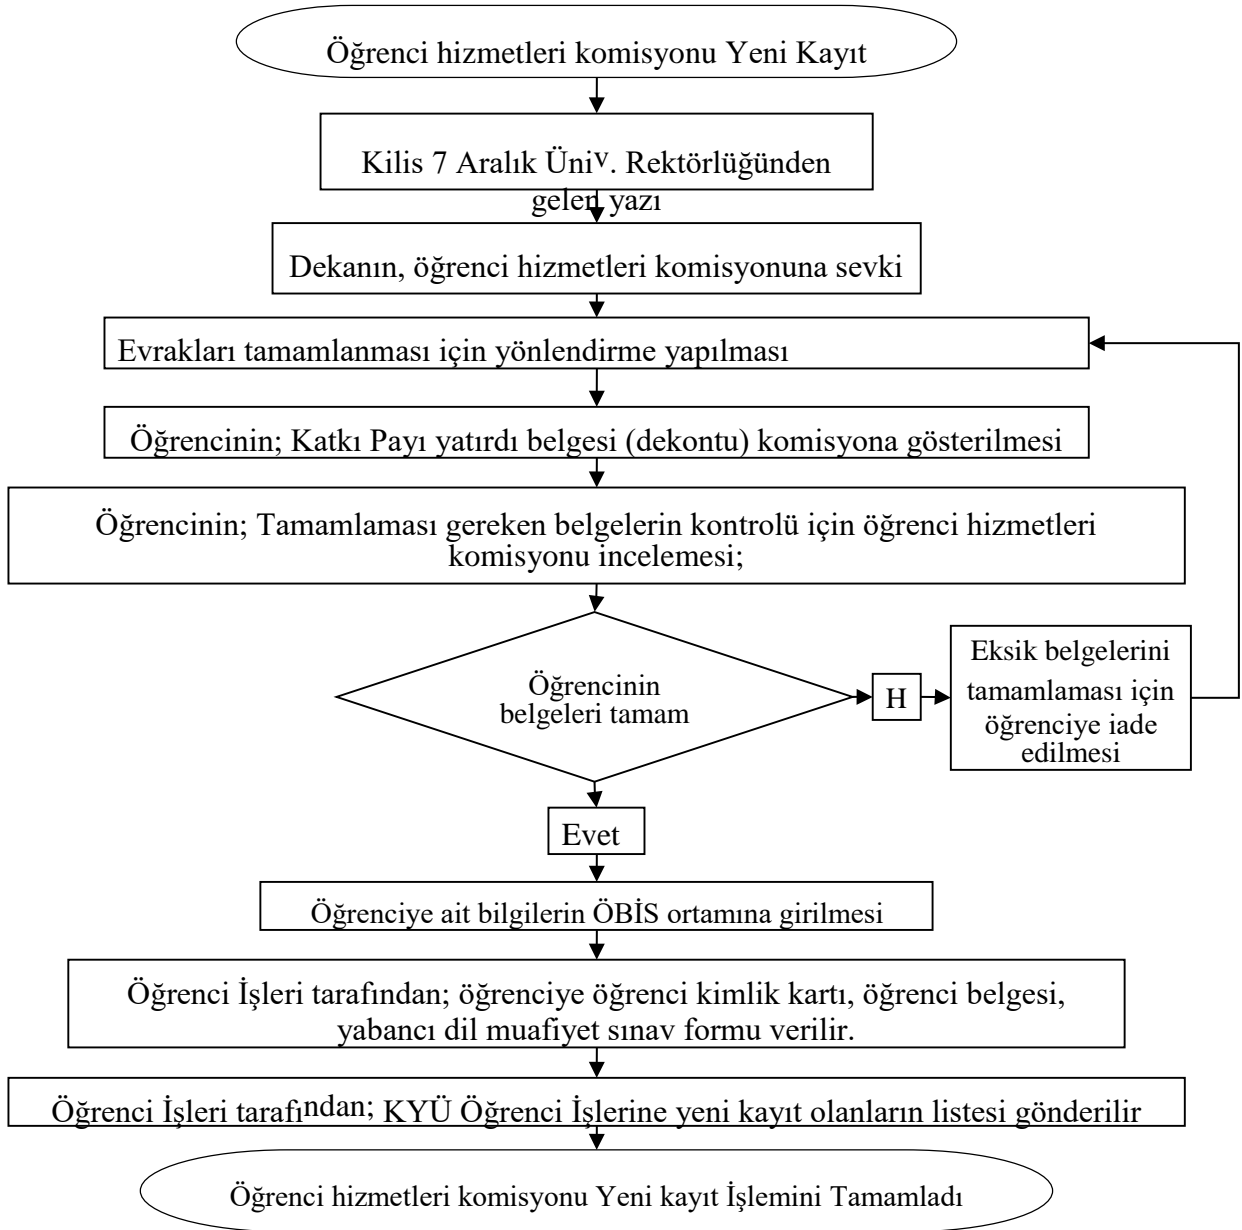 Öğrenci hizmetleri komisyonu Yeni Kayıt
Kilis 7 Aralık Üniv. Rektörlüğünden
gelen yazı
Dekanın, öğrenci hizmetleri komisyonuna sevki
Evrakları tamamlanması için yönlendirme yapılması
Öğrencinin; Katkı Payı yatırdı belgesi (dekontu) komisyona gösterilmesi
Öğrencinin; Tamamlaması gereken belgelerin kontrolü için öğrenci hizmetleri
komisyonu incelemesi;
Öğrencinin
belgeleri tamam
H
Eksik belgelerini
tamamlaması için
öğrenciye iade
edilmesi
Evet
Öğrenciye ait bilgilerin ÖBİS ortamına girilmesi
Öğrenci İşleri tarafından; öğrenciye öğrenci kimlik kartı, öğrenci belgesi,
yabancı dil muafiyet sınav formu verilir.
Öğrenci İşleri tarafından; KYÜ Öğrenci İşlerine yeni kayıt olanların listesi gönderilir
Öğrenci hizmetleri komisyonu Yeni kayıt İşlemini Tamamladı